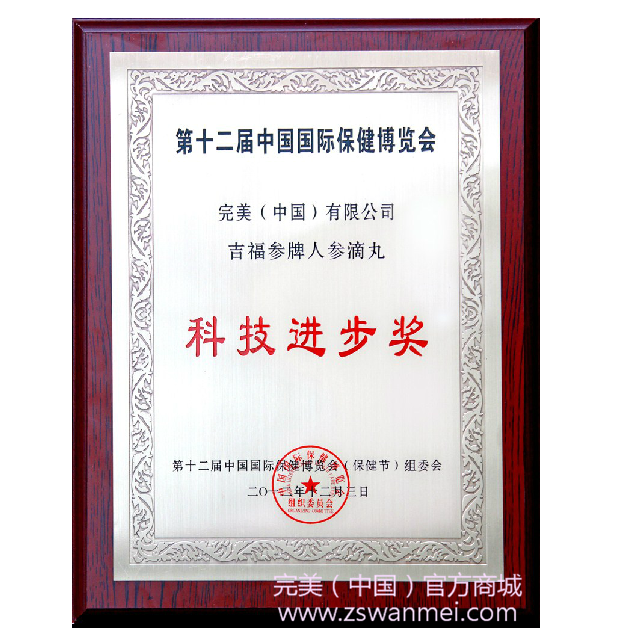 第十二届中国国际保健博览会
完美（中国）有限公司
吉福参牌人参滴丸
科技进步奖
第十二届中国国际保健博览会（保健节）组委会
二〇一三年十二月三日
组织委员会
完美（中国）官方商城
www.zswanmei.com